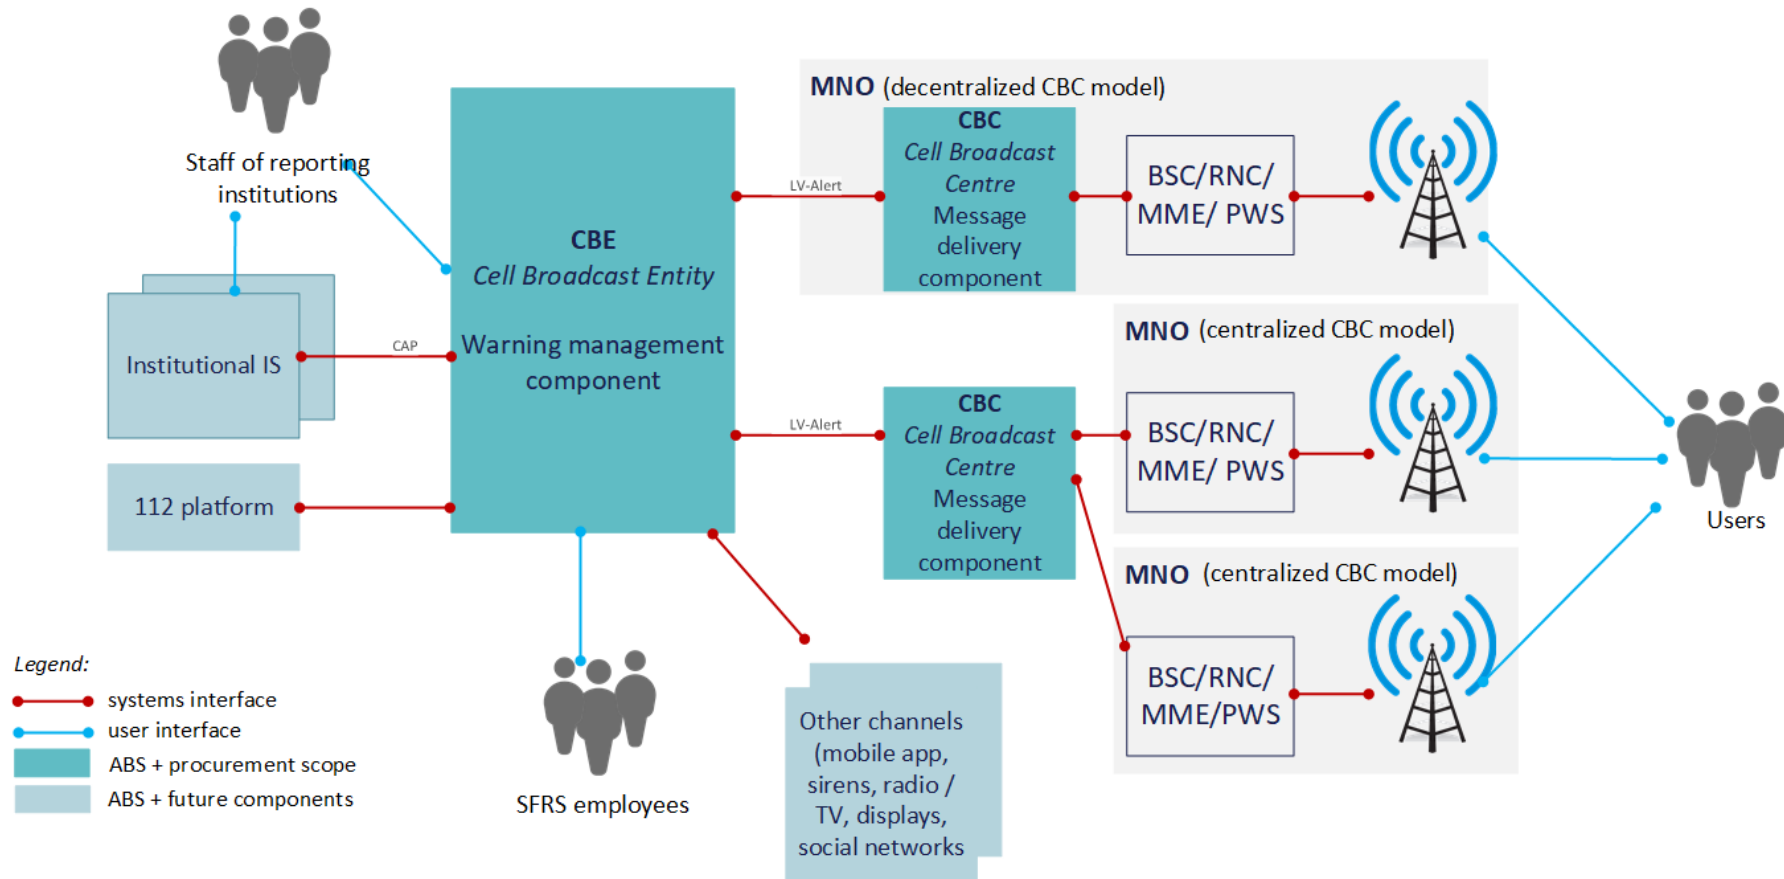 Staff of reporting
institutions
Institutional IS
CAP
112 platform
CBE
Cell Broadcast Entity
Warning management
component
SFRS employees
LV-Alert
LV-Alert
MNO (decentralized CBC model)
CBC
Cell Broadcast
Centre
Message
delivery
component
BSC/RNC/
MME/ PWS
MNO (centralized CBC model)
CBC
Cell Broadcast
Centre
Message
delivery
component
BSC/RNC/
MME/ PWS
MNO (centralized CBC model)
BSC/RNC/
MME/PWS
Users
Other channels
(mobile app,
sirens, radio /
TV, displays,
social networks
Legend:
systems interface
user interface
ABS + procurement scope
ABS + future components